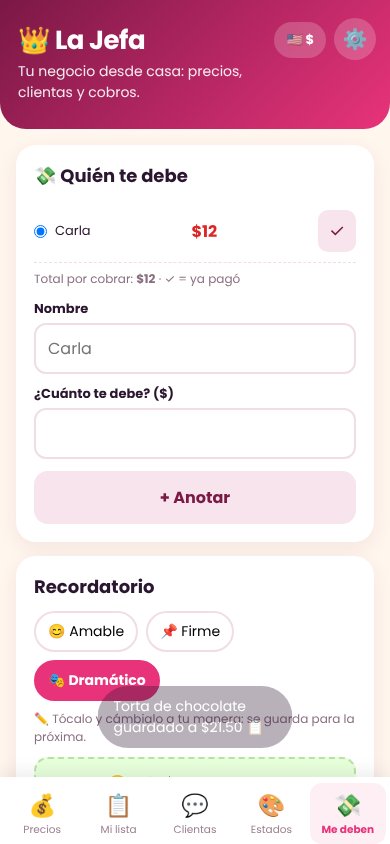 👑 La Jefa
🇺🇸 $
⚙️
Tu negocio desde casa: precios,
clientas y cobros.
💸 Quién te debe
Carla
$12
✓
Total por cobrar: $12 · ✓ = ya pagó
Nombre
Carla
¿Cuánto te debe? ($)
+ Anotar
Recordatorio
😊 Amable
📌 Firme
🎭 Dramático
✏️ Tócalo y cámbialo a tu manera; se guarda para la
próxima.
Torta de chocolate
guardado a $21.50 📋
💰
Precios
📋
Mi lista
💬
Clientas
🎨
Estados
💸
Me deben